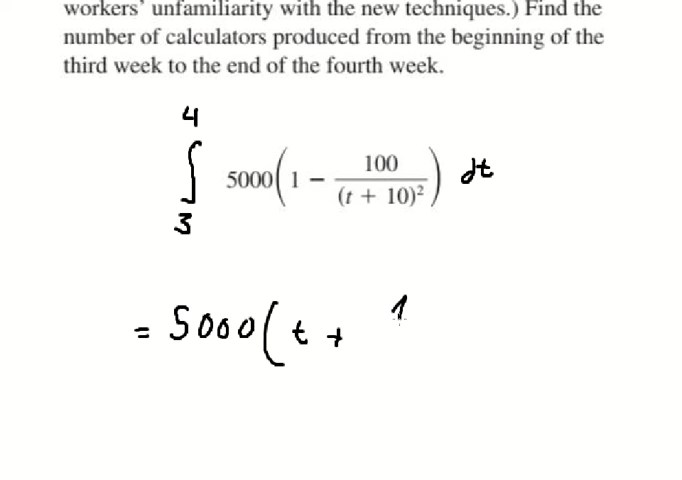 workers' unfamiliarity with the new techniques.) Find the
number of calculators produced from the beginning of the
third week to the end of the fourth week.
4
∫ 5000(1 − 100/(t + 10)²) dt
3
= 5000(t + 1